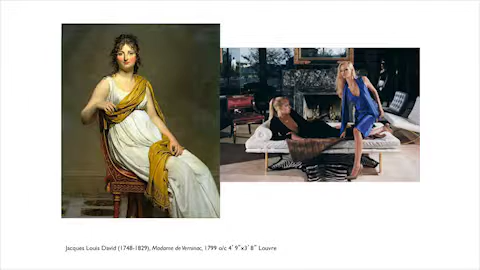 Jacques Louis David (1748-1829), Madame de Verninac, 1799 o/c 4' 9"x3' 8" Louvre